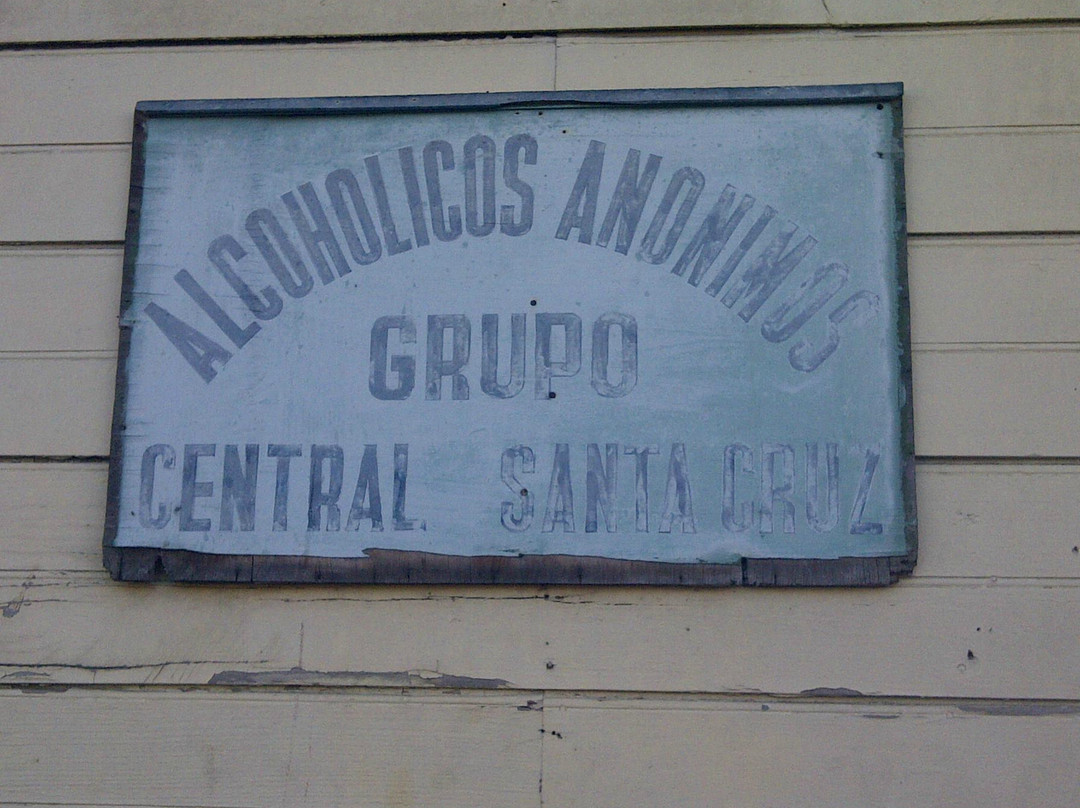 ALCOHOLICOS ANONIMOS
GRUPO
CENTRAL SANTA CRUZ